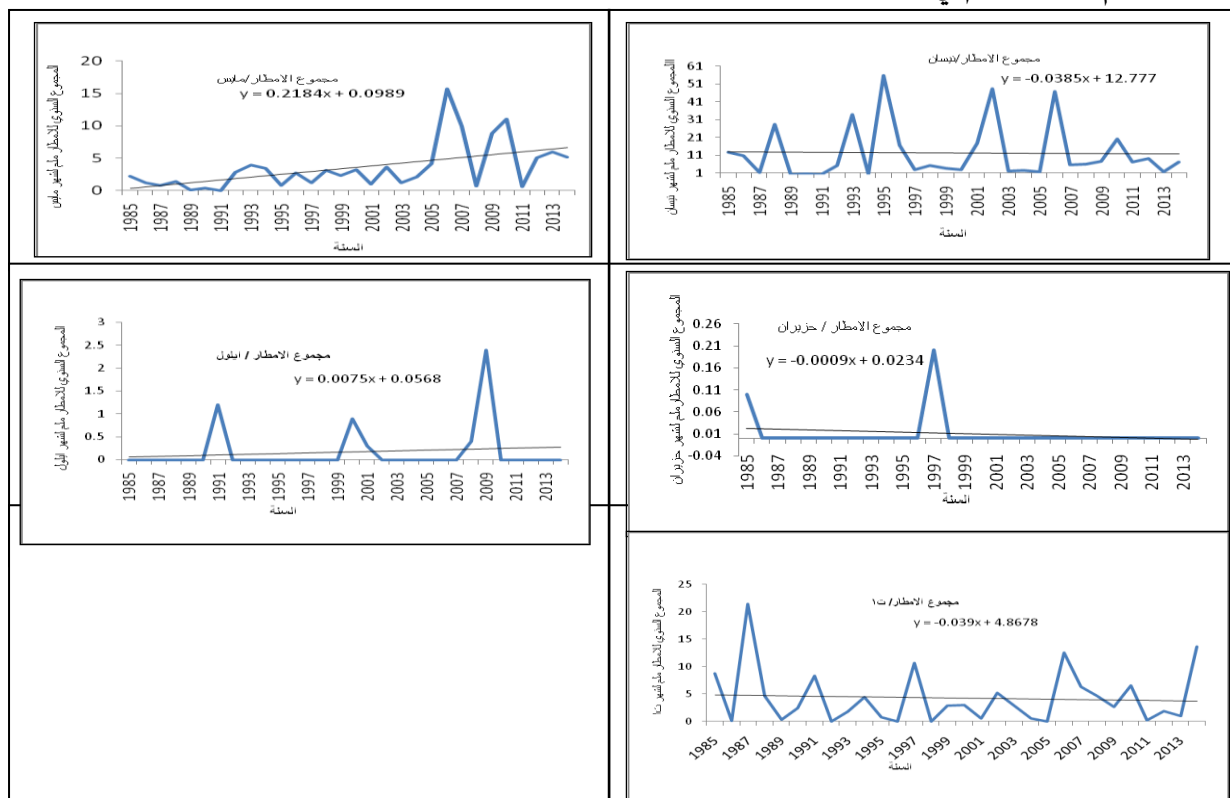 مجموع الامطار/نيسان
y = -0.0385x + 12.777
المجموع السنوي للامطار ملم لشهر نيسان
61
51
41
31
21
11
1
1985 1987 1989 1991 1993 1995 1997 1999 2001 2003 2005 2007 2009 2011 2013
السنة
مجموع الامطار/مايس
y = 0.2184x + 0.0989
المجموع السنوي للامطار ملم لشهر مايس
20
15
10
5
0
1985 1987 1989 1991 1993 1995 1997 1999 2001 2003 2005 2007 2009 2011 2013
السنة
مجموع الامطار / حزيران
y = -0.0009x + 0.0234
المجموع السنوي للامطار ملم لشهر حزيران
0.26
0.21
0.16
0.11
0.06
0.01
-0.04
1985 1987 1989 1991 1993 1995 1997 1999 2001 2003 2005 2007 2009 2011 2013
السنة
مجموع الامطار / ايلول
y = 0.0075x + 0.0568
المجموع السنوي للامطار ملم لشهر ايلول
3
2.5
2
1.5
1
0.5
0
1985 1987 1989 1991 1993 1995 1997 1999 2001 2003 2005 2007 2009 2011 2013
السنة
مجموع الامطار/ ت١
y = -0.039x + 4.8678
المجموع السنوي للامطار ملم لشهر ت١
25
20
15
10
5
0
1985 1987 1989 1991 1993 1995 1997 1999 2001 2003 2005 2007 2009 2011 2013
السنة